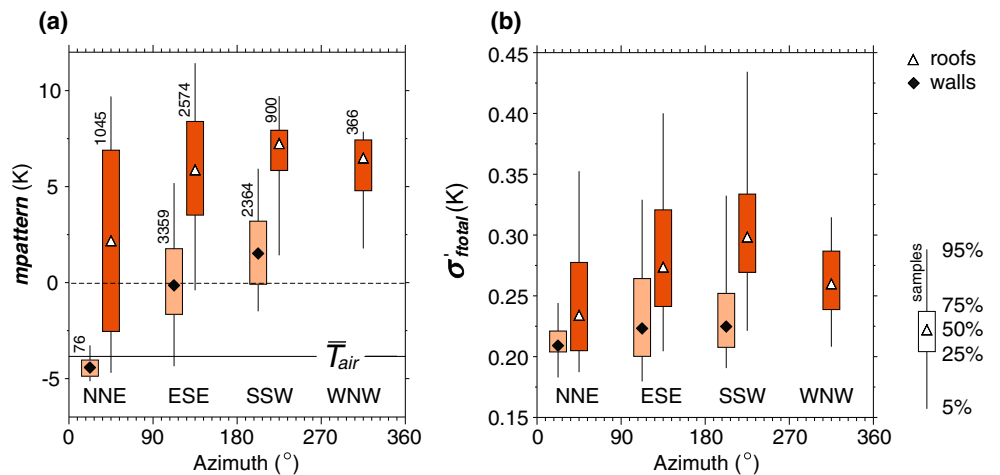 (a)
(b)
mpattern (K)
10
5
0
-5
76
1045
3359
2574
2364
900
366
T air
NNE ESE SSW WNW
0 90 180 270 360
Azimuth (°)
σ' ftotal (K)
0.45
0.40
0.35
0.30
0.25
0.20
0.15
NNE ESE SSW WNW
0 90 180 270 360
Azimuth (°)
roofs
walls
samples
95%
75%
50%
25%
5%